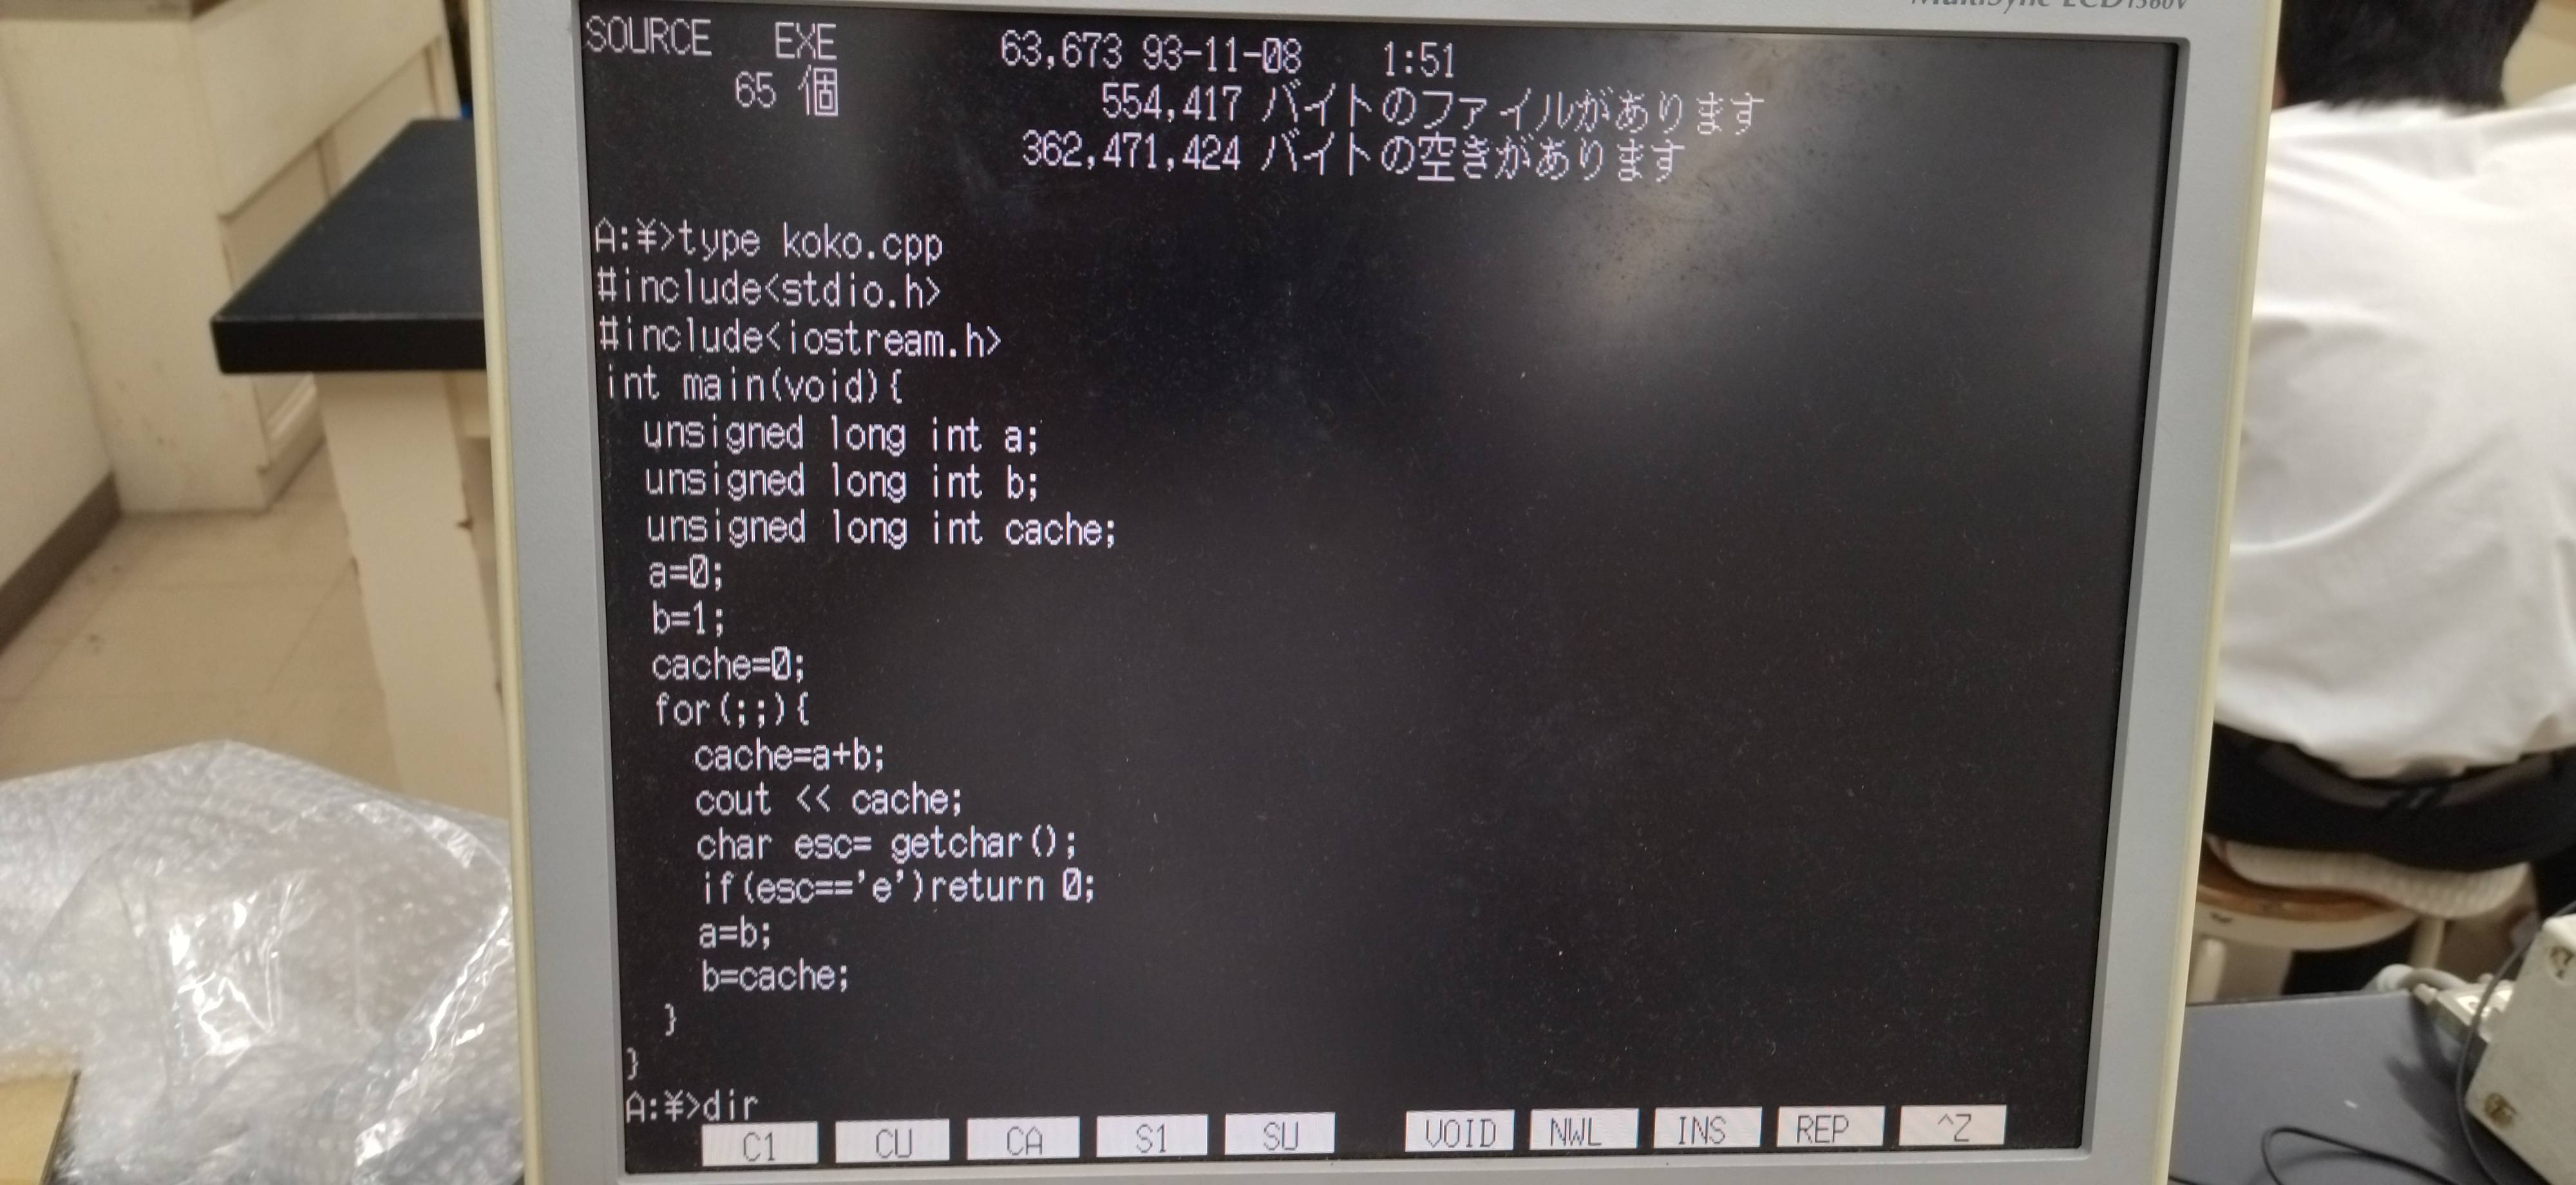 MultiSync LCD1560V
SOURCE   EXE        63,673 93-11-08   1:51
65 個        554,417 バイトのファイルがあります
362,471,424 バイトの空きがあります
A:¥>type koko.cpp
#include<stdio.h>
#include<iostream.h>
int main(void){
  unsigned long int a;
  unsigned long int b;
  unsigned long int cache;
  a=0;
  b=1;
  cache=0;
  for(;;){
    cache=a+b;
    cout << cache;
    char esc= getchar();
    if(esc=='e')return 0;
    a=b;
    b=cache;
  }
}
A:¥>dir
C1 CU CA S1 SU VOID NWL INS REP ^Z